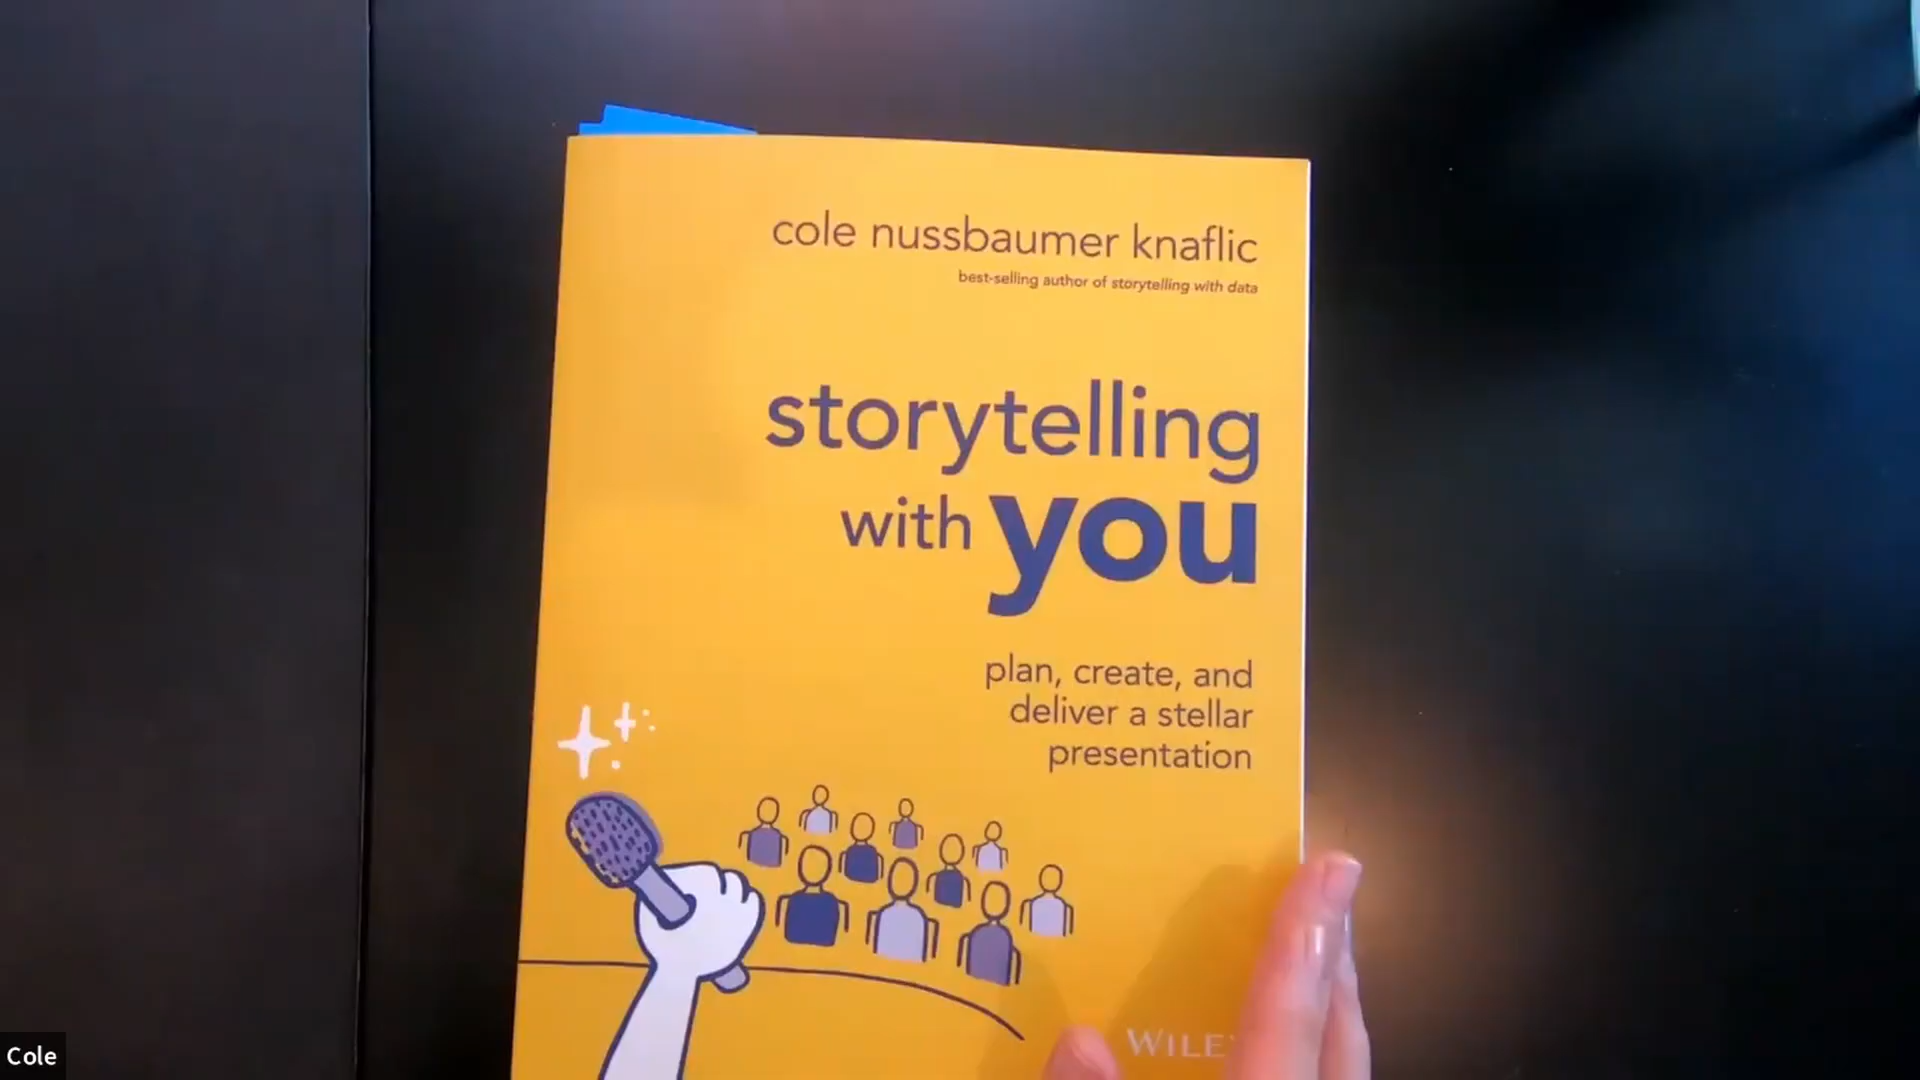 cole nussbaumer knaflic
best-selling author of storytelling with data
storytelling
with you
plan, create, and
deliver a stellar
presentation
Cole